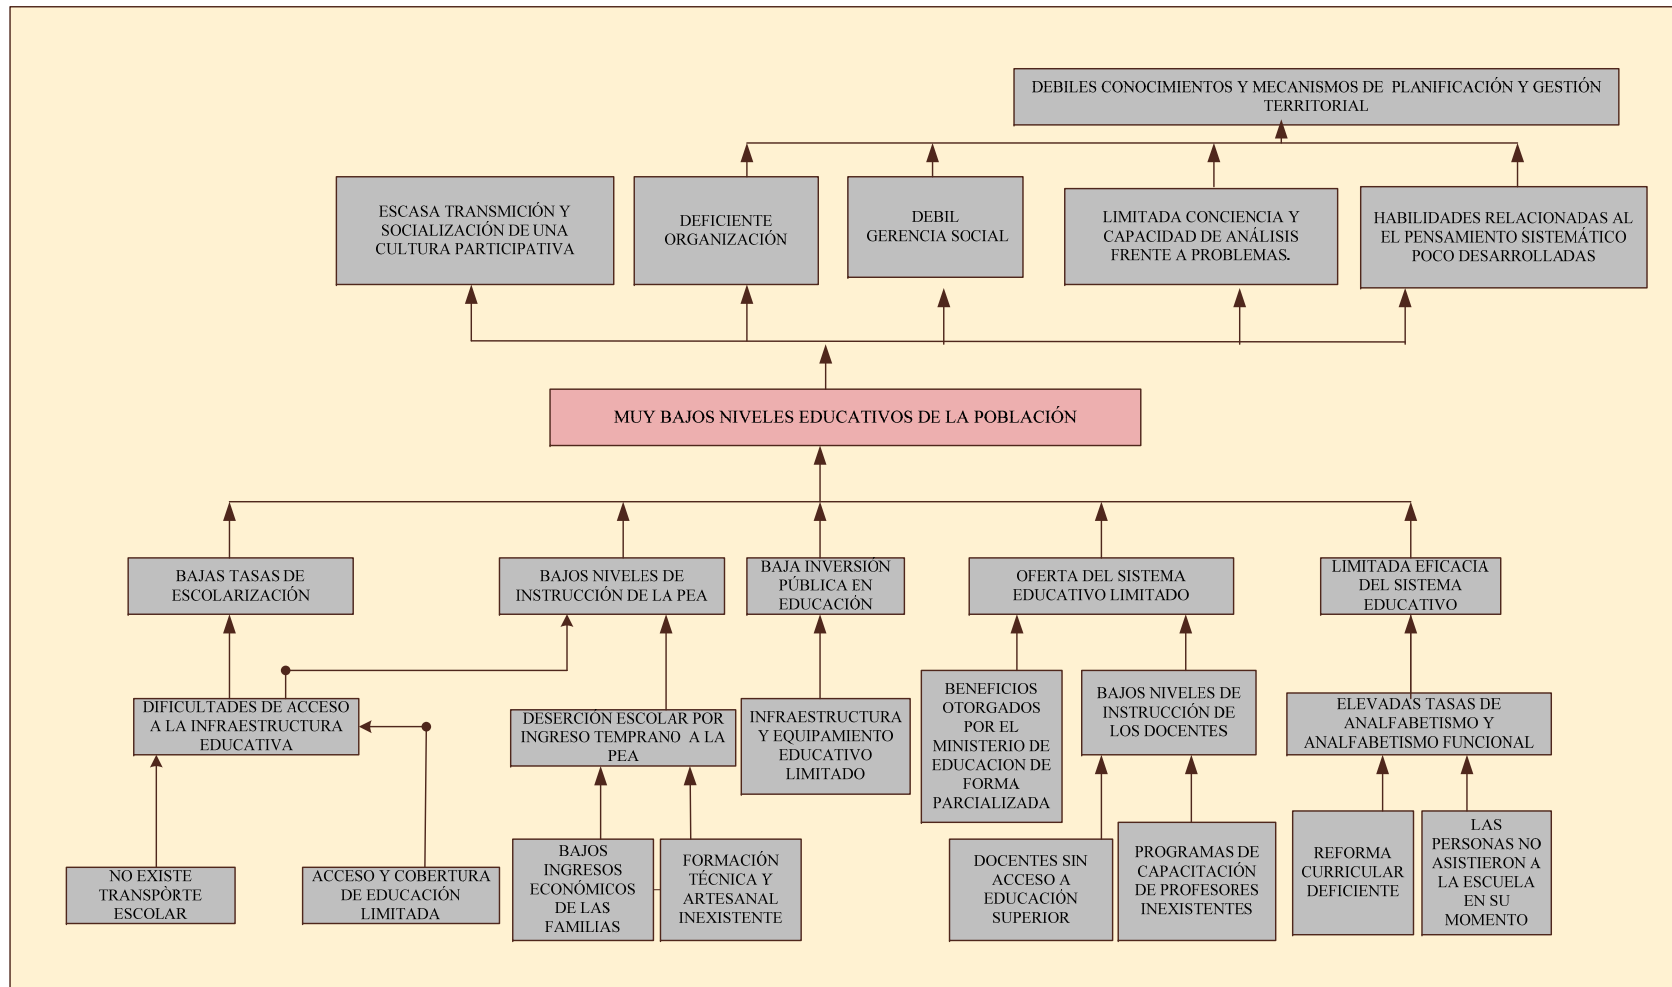 DEBILES CONOCIMIENTOS Y MECANISMOS DE PLANIFICACIÓN Y GESTIÓN
TERRITORIAL
ESCASA TRANSMICIÓN Y
SOCIALIZACIÓN DE UNA
CULTURA PARTICIPATIVA
DEFICIENTE
ORGANIZACIÓN
DEBIL
GERENCIA SOCIAL
LIMITADA CONCIENCIA Y
CAPACIDAD DE ANÁLISIS
FRENTE A PROBLEMAS.
HABILIDADES RELACIONADAS AL
EL PENSAMIENTO SISTEMÁTICO
POCO DESARROLLADAS
MUY BAJOS NIVELES EDUCATIVOS DE LA POBLACIÓN
BAJAS TASAS DE
ESCOLARIZACIÓN
BAJOS NIVELES DE
INSTRUCCIÓN DE LA PEA
BAJA INVERSIÓN
PÚBLICA EN
EDUCACIÓN
OFERTA DEL SISTEMA
EDUCATIVO LIMITADO
LIMITADA EFICACIA
DEL SISTEMA
EDUCATIVO
DIFICULTADES DE ACCESO
A LA INFRAESTRUCTURA
EDUCATIVA
DESERCIÓN ESCOLAR POR
INGRESO TEMPRANO A LA
PEA
INFRAESTRUCTURA
Y EQUIPAMIENTO
EDUCATIVO
LIMITADO
BENEFICIOS
OTORGADOS
POR EL
MINISTERIO DE
EDUCACION DE
FORMA
PARCIALIZADA
BAJOS NIVELES DE
INSTRUCCIÓN DE
LOS DOCENTES
ELEVADAS TASAS DE
ANALFABETISMO Y
ANALFABETISMO FUNCIONAL
NO EXISTE
TRANSPÒRTE
ESCOLAR
ACCESO Y COBERTURA
DE EDUCACIÓN
LIMITADA
BAJOS
INGRESOS
ECONÓMICOS
DE LAS
FAMILIAS
FORMACIÓN
TÉCNICA Y
ARTESANAL
INEXISTENTE
DOCENTES SIN
ACCESO A
EDUCACIÓN
SUPERIOR
PROGRAMAS DE
CAPACITACIÓN
DE PROFESORES
INEXISTENTES
REFORMA
CURRICULAR
DEFICIENTE
LAS
PERSONAS NO
ASISTIERON A
LA ESCUELA
EN SU
MOMENTO